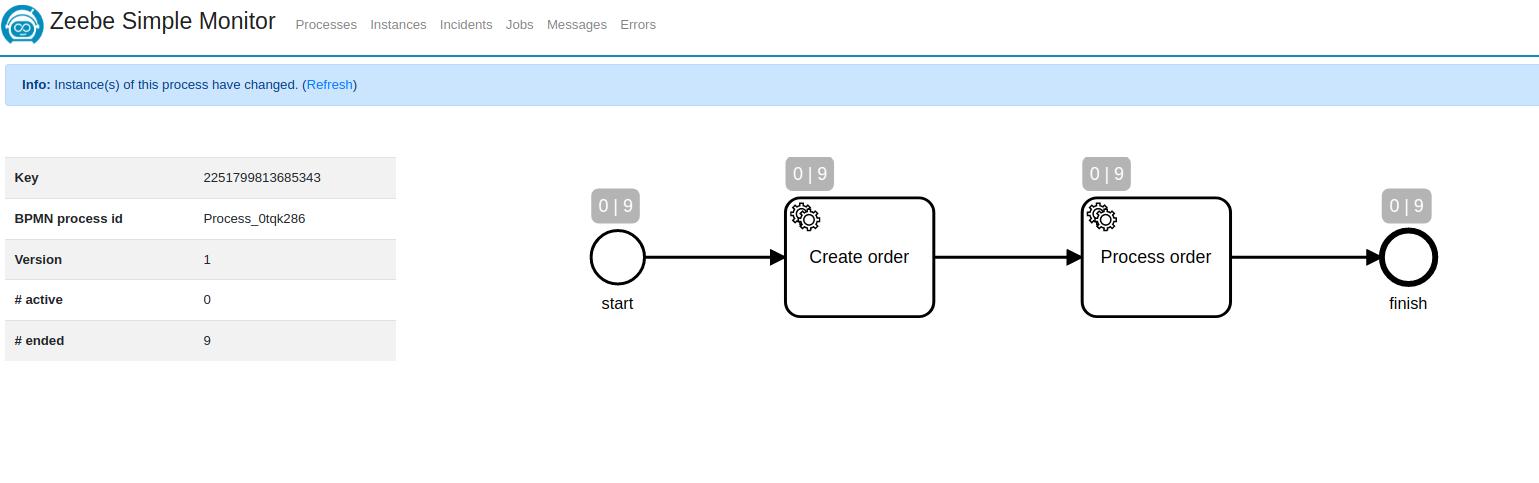 Zeebe Simple Monitor Processes Instances Incidents Jobs Messages Errors
Info: Instance(s) of this process have changed. (Refresh)
Key 2251799813685343
BPMN process id Process_0tqk286
Version 1
# active 0
# ended 9
0 | 9
start
0 | 9
Create order
0 | 9
Process order
0 | 9
finish